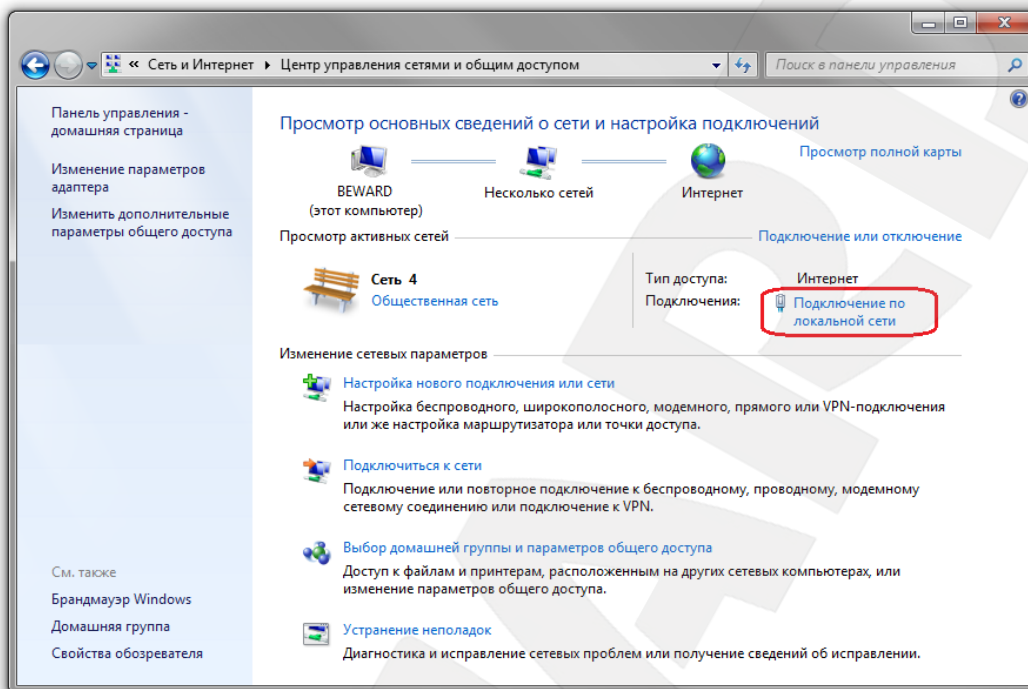 « Сеть и Интернет ▸ Центр управления сетями и общим доступом
Поиск в панели управления
Панель управления -
домашняя страница
Изменение параметров
адаптера
Изменить дополнительные
параметры общего доступа
См. также
Брандмауэр Windows
Домашняя группа
Свойства обозревателя
Просмотр основных сведений о сети и настройка подключений
Просмотр полной карты
BEWARD
(этот компьютер)
Несколько сетей
Интернет
Просмотр активных сетей
Подключение или отключение
Сеть 4
Общественная сеть
Тип доступа: Интернет
Подключения: Подключение по
локальной сети
Изменение сетевых параметров
Настройка нового подключения или сети
Настройка беспроводного, широкополосного, модемного, прямого или VPN-подключения
или же настройка маршрутизатора или точки доступа.
Подключиться к сети
Подключение или повторное подключение к беспроводному, проводному, модемному
сетевому соединению или подключение к VPN.
Выбор домашней группы и параметров общего доступа
Доступ к файлам и принтерам, расположенным на других сетевых компьютерах, или
изменение параметров общего доступа.
Устранение неполадок
Диагностика и исправление сетевых проблем или получение сведений об исправлении.